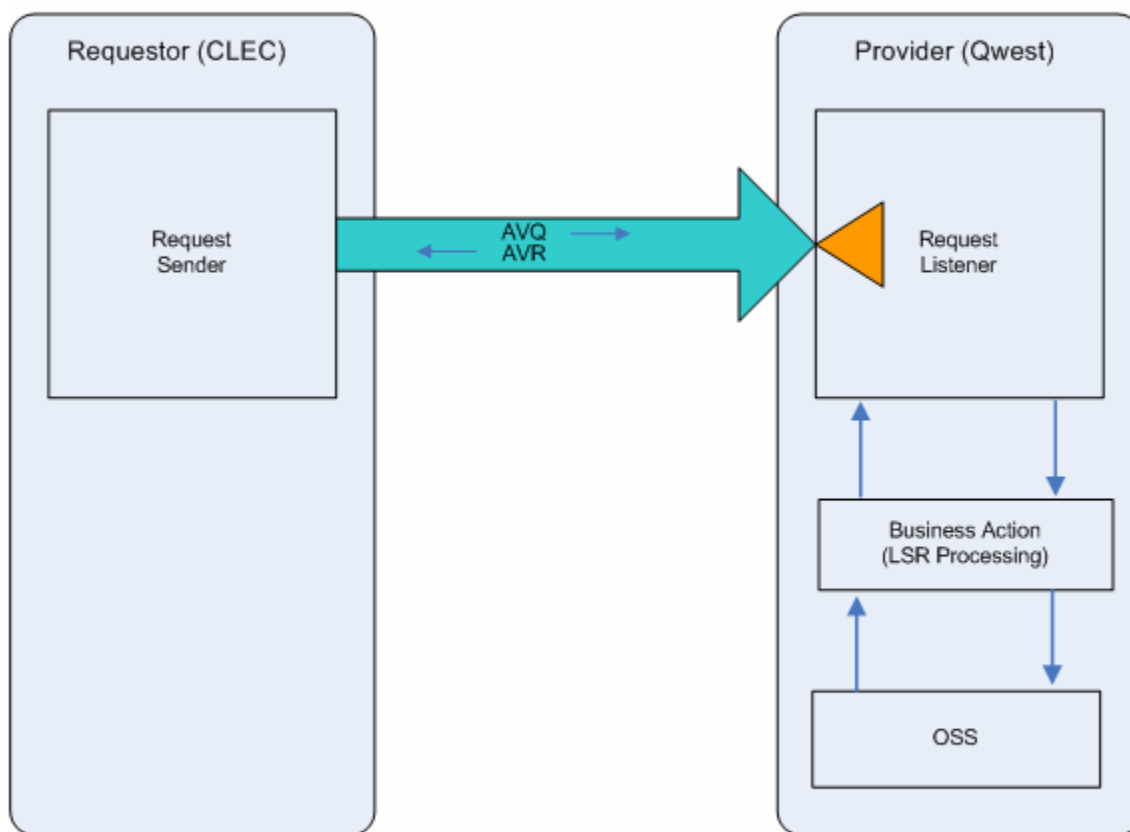 Requestor (CLEC)
Provider (Qwest)
Request
Sender
AVQ
AVR
Request
Listener
Business Action
(LSR Processing)
OSS